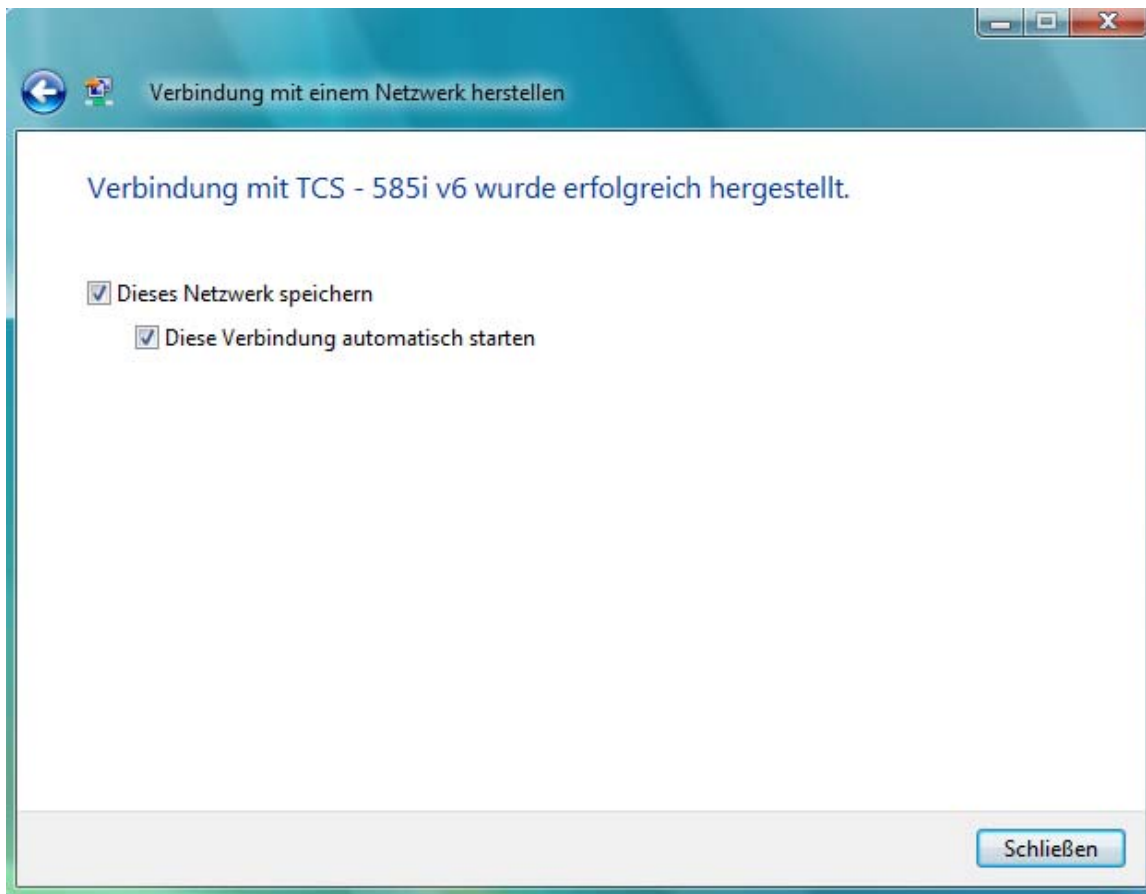 Verbindung mit einem Netzwerk herstellen
Verbindung mit TCS - 585i v6 wurde erfolgreich hergestellt.
Dieses Netzwerk speichern
Diese Verbindung automatisch starten
Schließen